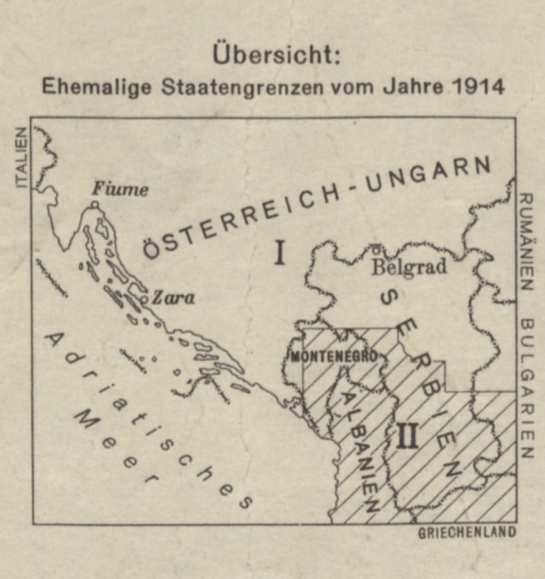 Übersicht:
Ehemalige Staatengrenzen vom Jahre 1914
ITALIEN
Fiume
ÖSTERREICH-UNGARN
I
Belgrad
Zara
RUMÄNIEN
SERBIEN
MONTENEGRO
BULGARIEN
Adriatisches
Meer
ALBANIEN
II
GRIECHENLAND